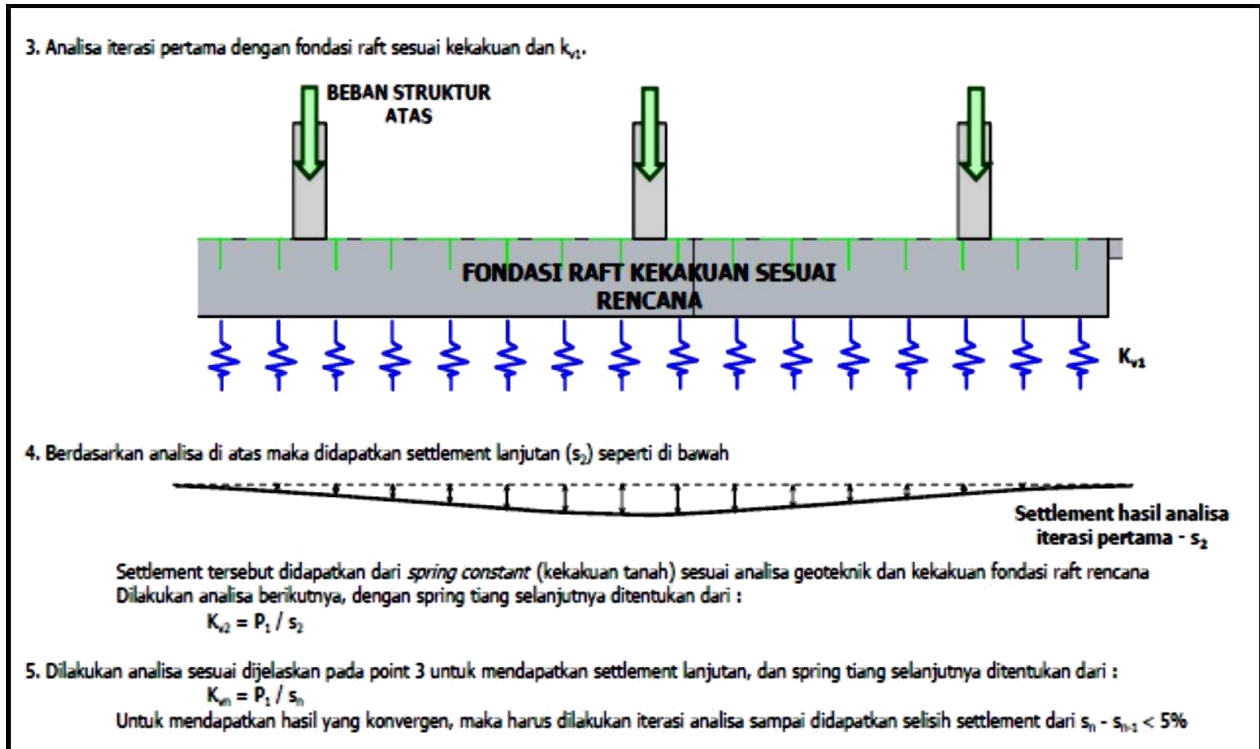 3. Analisa iterasi pertama dengan fondasi raft sesuai kekakuan dan kv1.
BEBAN STRUKTUR
ATAS
FONDASI RAFT KEKAKUAN SESUAI
RENCANA
Kv1
4. Berdasarkan analisa di atas maka didapatkan settlement lanjutan (s2) seperti di bawah
Settlement hasil analisa
iterasi pertama - s2
Settlement tersebut didapatkan dari spring constant (kekakuan tanah) sesuai analisa geoteknik dan kekakuan fondasi raft rencana
Dilakukan analisa berikutnya, dengan spring tiang selanjutnya ditentukan dari :
Kv2 = P1 / s2
5. Dilakukan analisa sesuai dijelaskan pada point 3 untuk mendapatkan settlement lanjutan, dan spring tiang selanjutnya ditentukan dari :
Kvn = P1 / sn
Untuk mendapatkan hasil yang konvergen, maka harus dilakukan iterasi analisa sampai didapatkan selisih settlement dari sn - sn-1 < 5%